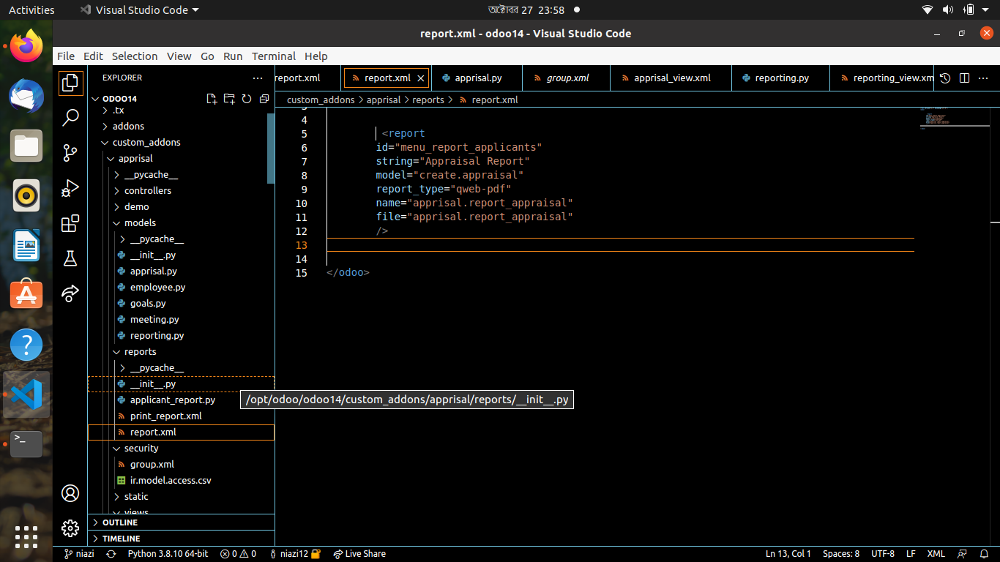 Activities
Visual Studio Code
অক্টোবর 27 23:58
report.xml - odoo14 - Visual Studio Code
File Edit Selection View Go Run Terminal Help
EXPLORER
ODOO14
.tx
addons
custom_addons
apprisal
__pycache__
controllers
demo
models
__pycache__
__init__.py
apprisal.py
employee.py
goals.py
meeting.py
reporting.py
reports
__pycache__
__init__.py
applicant_report.py
print_report.xml
report.xml
security
group.xml
ir.model.access.csv
static
views
OUTLINE
TIMELINE
report.xml report.xml apprisal.py group.xml apprisal_view.xml reporting.py reporting_view.xm
custom_addons > apprisal > reports > report.xml
4
5 <report
6 id="menu_report_applicants"
7 string="Appraisal Report"
8 model="create.appraisal"
9 report_type="qweb-pdf"
10 name="apprisal.report_appraisal"
11 file="apprisal.report_appraisal"
12 />
13
14
15 </odoo>
/opt/odoo/odoo14/custom_addons/apprisal/reports/__init__.py
niazi Python 3.8.10 64-bit 0 0 niazi12 Live Share Ln 13, Col 1 Spaces: 8 UTF-8 LF XML